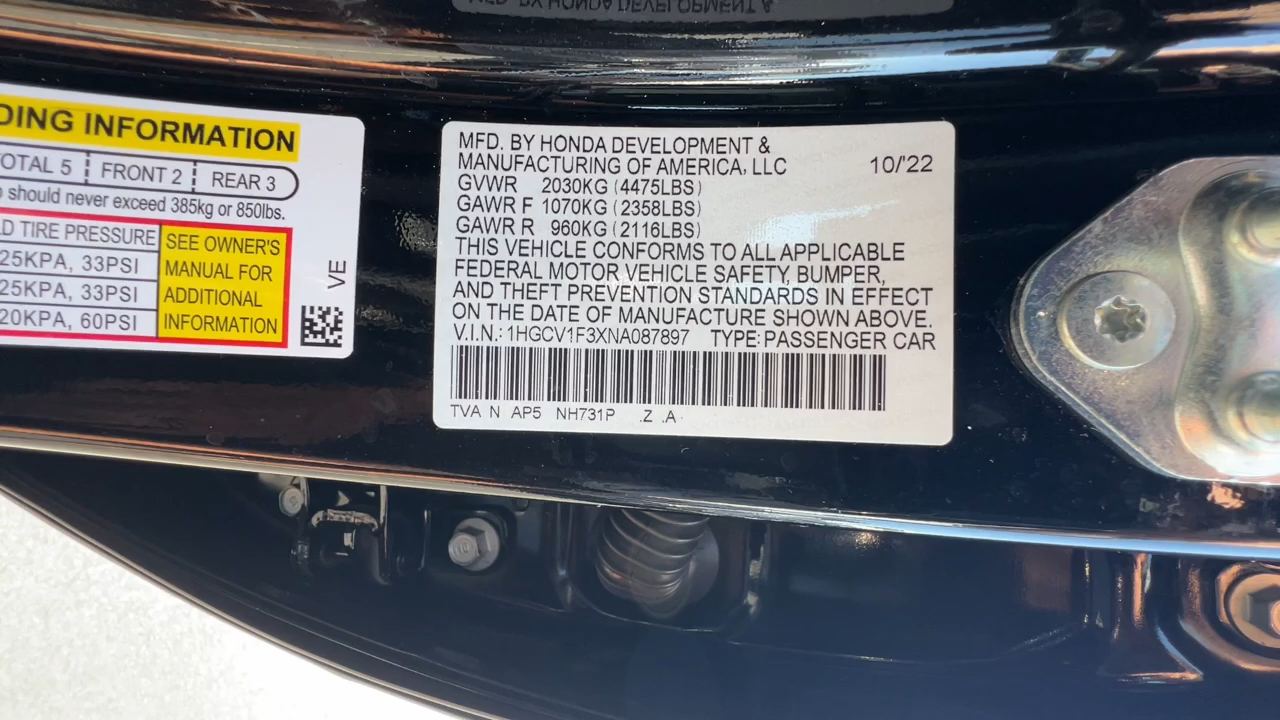 DING INFORMATION
TOTAL 5 FRONT 2 REAR 3
should never exceed 385kg or 850lbs.
TIRE PRESSURE
25KPA, 33PSI
25KPA, 33PSI
20KPA, 60PSI
SEE OWNER'S
MANUAL FOR
ADDITIONAL
INFORMATION
VE
MFD. BY HONDA DEVELOPMENT &
MANUFACTURING OF AMERICA, LLC 10/'22
GVWR 2030KG (4475LBS)
GAWR F 1070KG (2358LBS)
GAWR R 960KG (2116LBS)
THIS VEHICLE CONFORMS TO ALL APPLICABLE
FEDERAL MOTOR VEHICLE SAFETY, BUMPER,
AND THEFT PREVENTION STANDARDS IN EFFECT
ON THE DATE OF MANUFACTURE SHOWN ABOVE.
V.I.N.: 1HGCV1F3XNA087897 TYPE: PASSENGER CAR
TVA N AP5 NH731P .Z .A